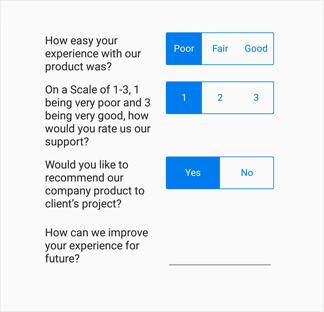 How easy your
experience with our
product was?
Poor Fair Good
On a Scale of 1-3, 1
being very poor and 3
being very good, how
would you rate us our
support?
1 2 3
Would you like to
recommend our
company product to
client's project?
Yes No
How can we improve
your experience for
future?